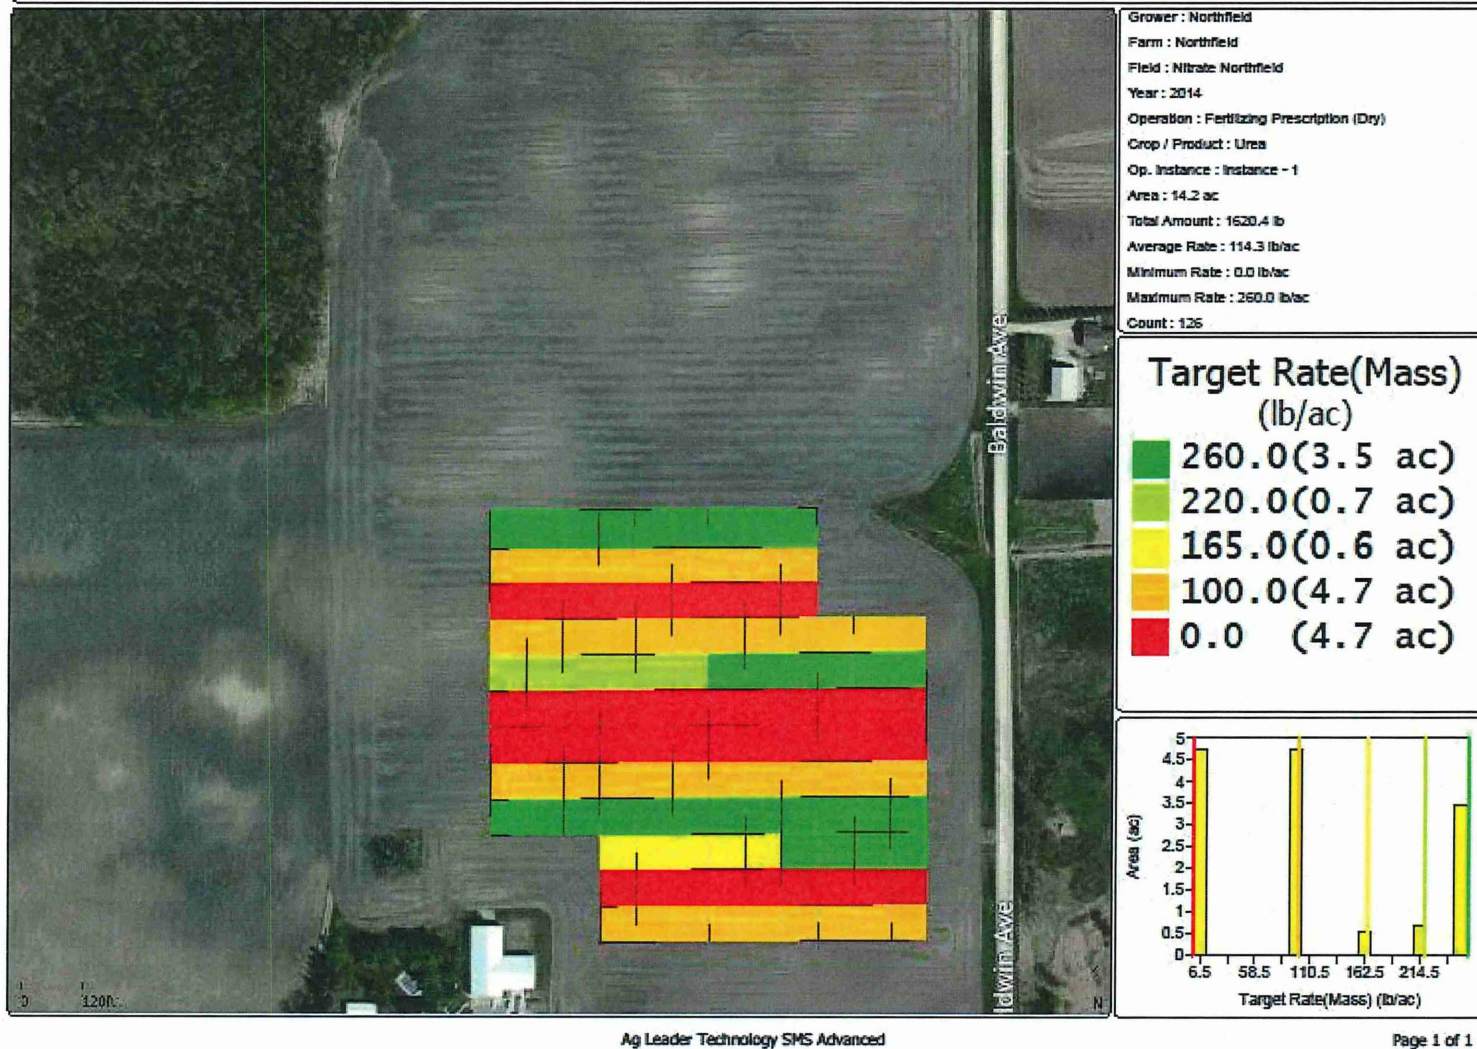 Grower : Northfield
Farm : Northfield
Field : Nitrate Northfield
Year : 2014
Operation : Fertilizing Prescription (Dry)
Crop / Product : Urea
Op. Instance : Instance - 1
Area : 14.2 ac
Total Amount : 1620.4 lb
Average Rate : 114.3 lb/ac
Minimum Rate : 0.0 lb/ac
Maximum Rate : 260.0 lb/ac
Count : 126
Baldwin Ave
Target Rate(Mass)
(lb/ac)
260.0(3.5 ac)
220.0(0.7 ac)
165.0(0.6 ac)
100.0(4.7 ac)
0.0 (4.7 ac)
ldwin Ave
0
N
Area (ac)
5
4.5
4
3.5
3
2.5
2
1.5
1
0.5
0
6.5 58.5 110.5 162.5 214.5
Target Rate(Mass) (lb/ac)
Ag Leader Technology SMS Advanced
Page 1 of 1